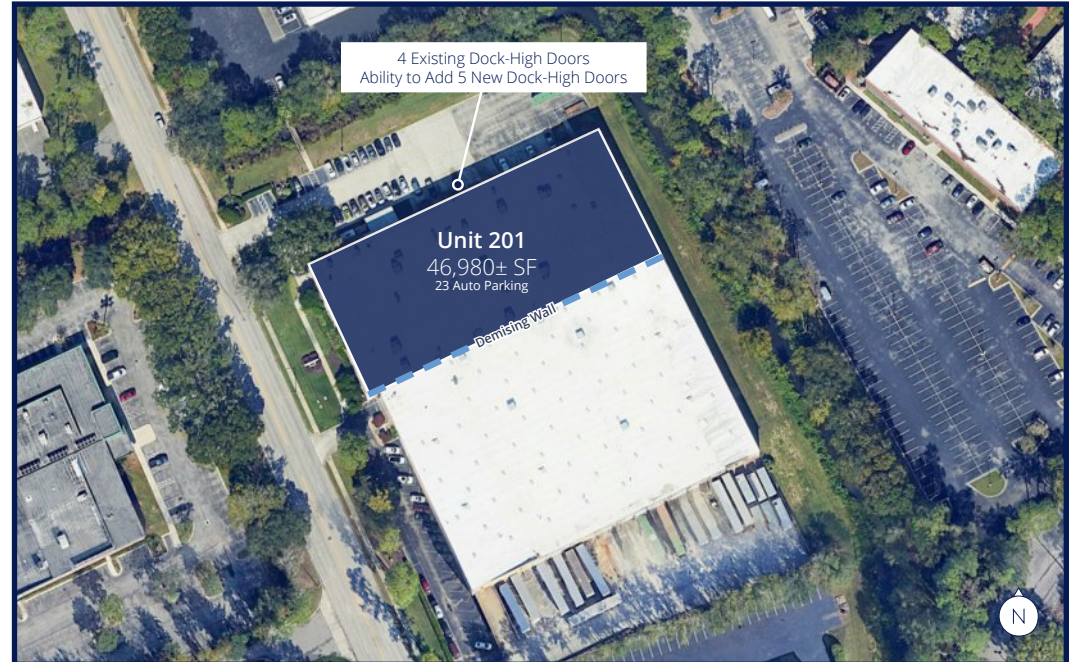 4 Existing Dock-High Doors
Ability to Add 5 New Dock-High Doors
Unit 201
46,980± SF
23 Auto Parking
Demising Wall
N